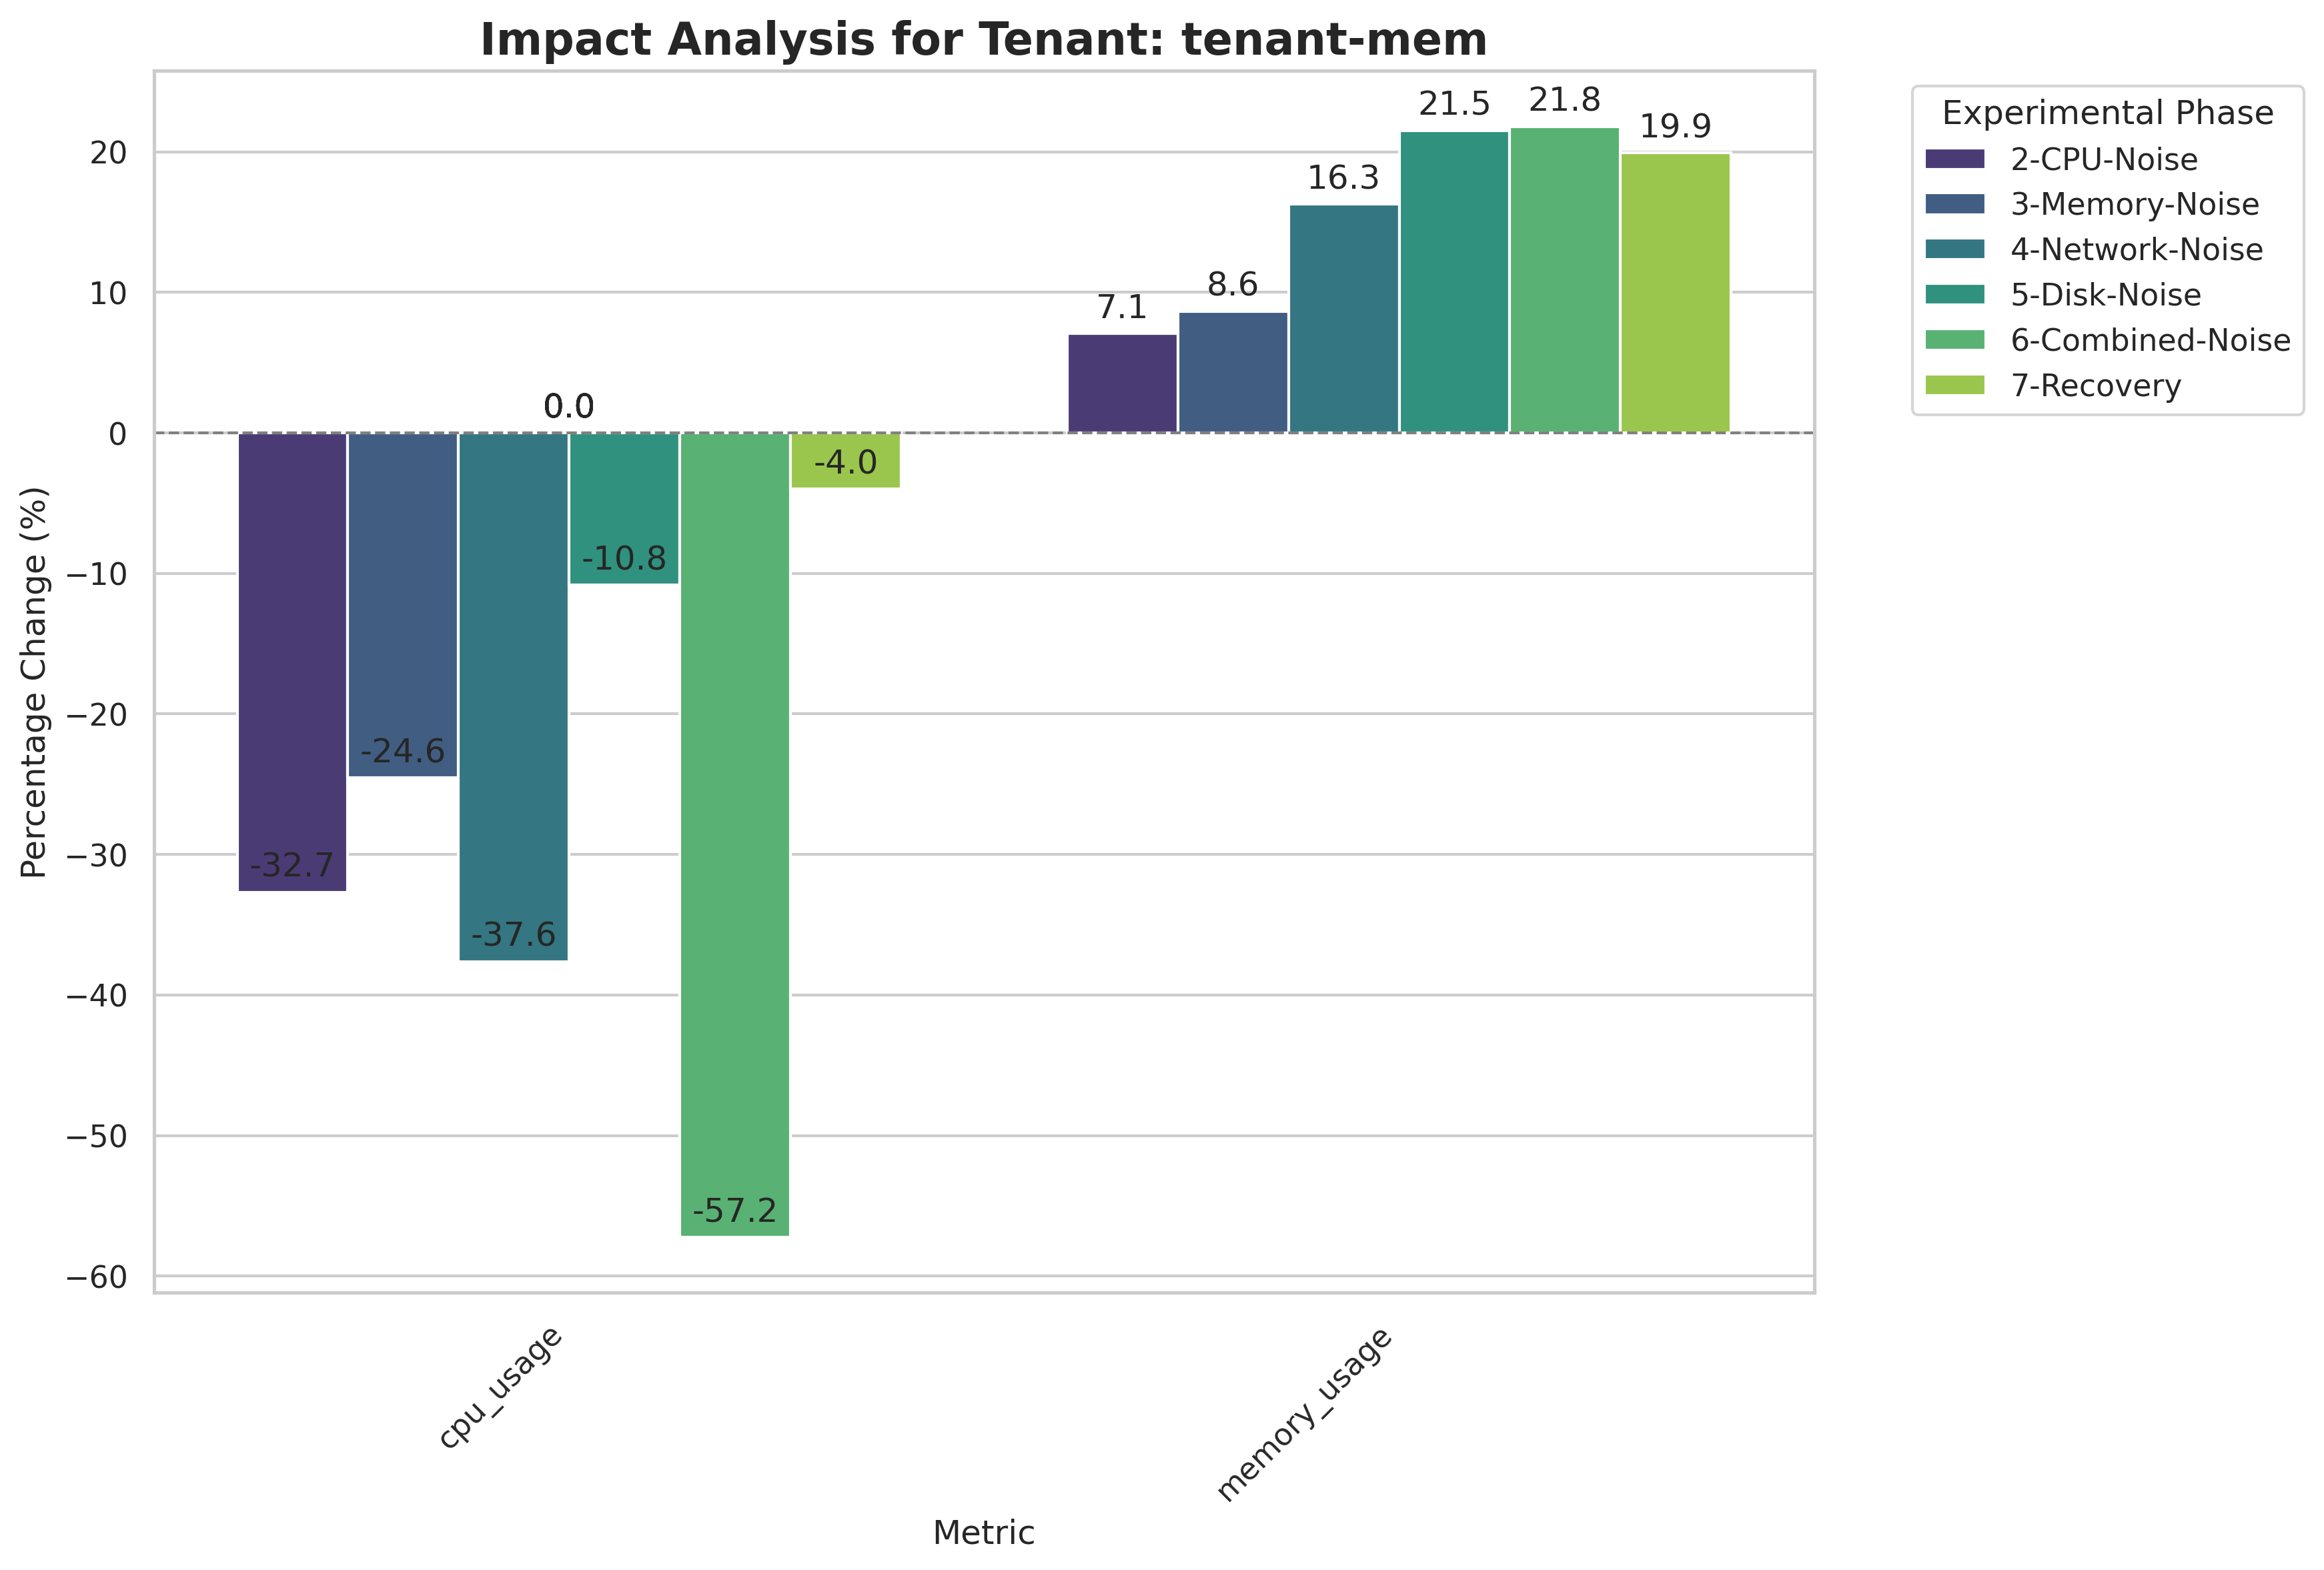 Impact Analysis for Tenant: tenant-mem
Percentage Change (%)
20
10
0
−10
−20
−30
−40
−50
−60
-32.7
-24.6
-37.6
0.0
-10.8
-57.2
-4.0
7.1
8.6
16.3
21.5
21.8
19.9
cpu_usage
memory_usage
Metric
Experimental Phase
2-CPU-Noise
3-Memory-Noise
4-Network-Noise
5-Disk-Noise
6-Combined-Noise
7-Recovery